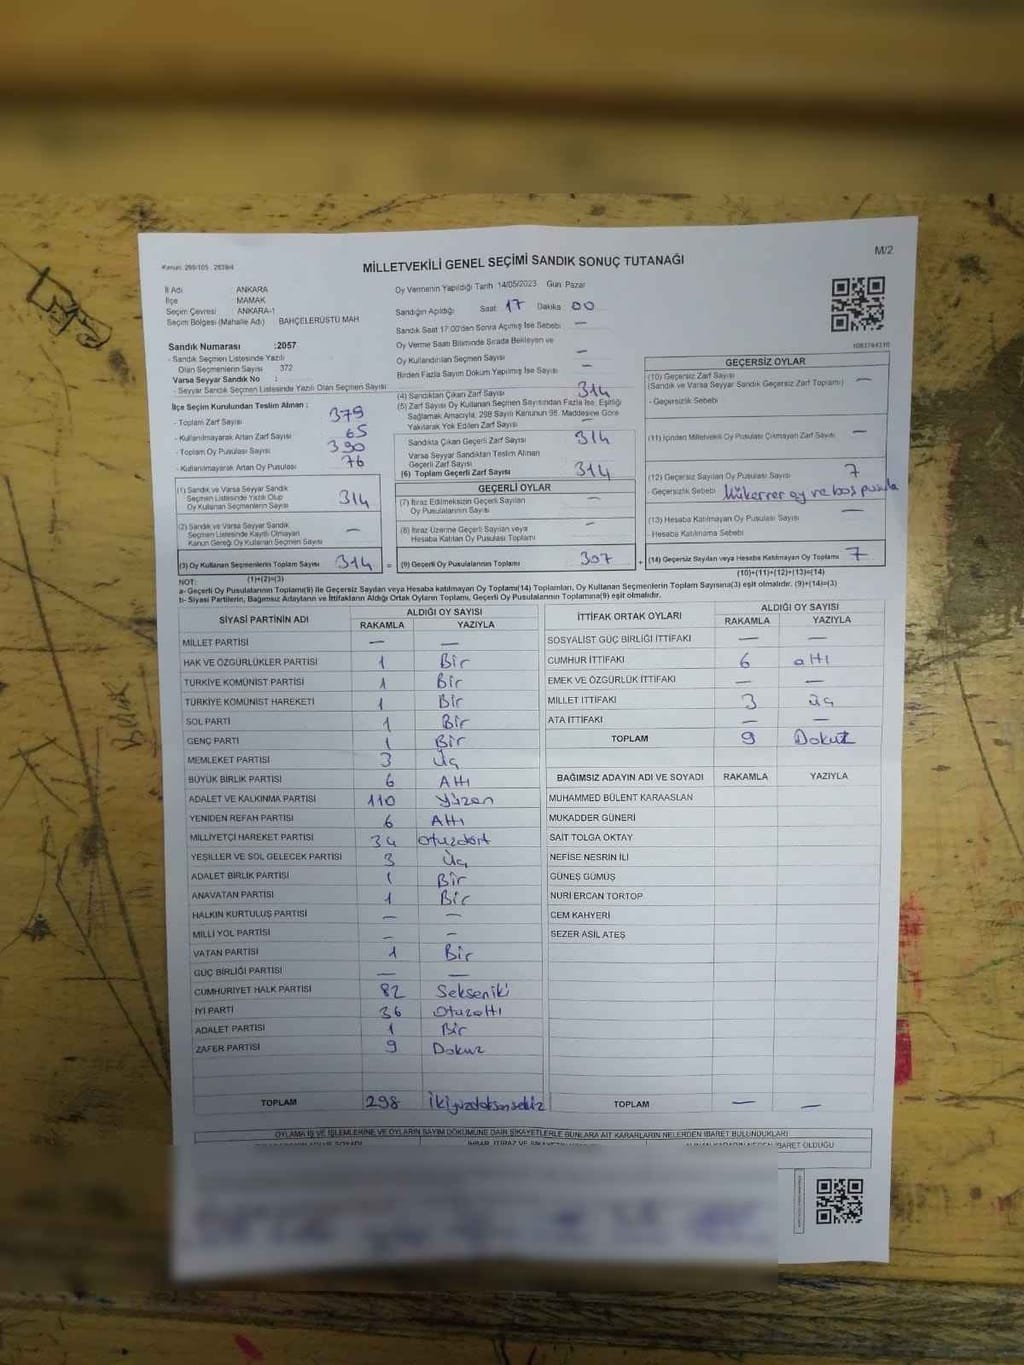 M/2
MİLLETVEKİLİ GENEL SEÇİMİ SANDIK SONUÇ TUTANAĞI
İl Adı : ANKARA
İlçe MAMAK
Seçim Çevresi ANKARA-1
Seçim Bölgesi (Mahalle Adı) BAHÇELERÜSTÜ MAH
Sandık Numarası :2057
- Sandık Seçmen Listesinde Yazılı
Olan Seçmenlerin Sayısı 372
Varsa Seyyar Sandık No :
- Seyyar Sandık Seçmen Listesinde Yazılı Olan Seçmen Sayısı
İlçe Seçim Kurulundan Teslim Alınan :
- Toplam Zarf Sayısı 379
- Kullanılmayarak Artan Zarf Sayısı 65
- Toplam Oy Pusulası Sayısı 390
- Kullanılmayarak Artan Oy Pusulası 76
(1) Sandık ve Varsa Seyyar Sandık
Seçmen Listesinde Yazılı Olup
Oy Kullanan Seçmenlerin Sayısı 314
(2) Sandık ve Varsa Seyyar Sandık
Seçmen Listesinde Kayıtlı Olmayan
Kanun Gereği Oy Kullanan Seçmen Sayısı —
(3) Oy Kullanan Seçmenlerin Toplam Sayısı 314
(1)+(2)=(3)
Oy Vermenin Yapıldığı Tarih 14/05/2023 Gün Pazar
Sandığın Açıldığı Saat 17 Dakika 00
Sandık Saat 17:00'den Sonra Açılmış İse Sebebi —
Oy Verme Saati Bitiminde Sırada Bekleyen ve
Oy Kullandırılan Seçmen Sayısı —
Birden Fazla Sayım Döküm Yapılmış İse Sayısı —
(4) Sandıktan Çıkan Zarf Sayısı 314
(5) Zarf Sayısı Oy Kullanan Seçmen Sayısından Fazla İse, Eşitliği
Sağlamak Amacıyla, 298 Sayılı Kanunun 98. Maddesine Göre
Yakılarak Yok Edilen Zarf Sayısı —
Sandıkta Çıkan Geçerli Zarf Sayısı 314
Varsa Seyyar Sandıktan Teslim Alınan
Geçerli Zarf Sayısı
(6) Toplam Geçerli Zarf Sayısı 314
GEÇERLİ OYLAR
(7) İtiraz Edilmeksizin Geçerli Sayılan
Oy Pusulalarının Sayısı —
(8) İtiraz Üzerine Geçerli Sayılan veya
Hesaba Katılan Oy Pusulası Toplamı —
= (9) Geçerli Oy Pusulalarının Toplamı 307
GEÇERSİZ OYLAR
(10) Geçersiz Zarf Sayısı
(Sandık ve Varsa Seyyar Sandık Geçersiz Zarf Toplamı) —
- Geçersizlik Sebebi
(11) İçinden Milletvekili Oy Pusulası Çıkmayan Zarf Sayısı —
(12) Geçersiz Sayılan Oy Pusulası Sayısı 7
- Geçersizlik Sebebi Mükerrer oy ve boş pusula
(13) Hesaba Katılmayan Oy Pusulası Sayısı —
- Hesaba Katılmama Sebebi
+ (14) Geçersiz Sayılan veya Hesaba Katılmayan Oy Toplamı 7
(10)+(11)+(12)+(13)=(14)
NOT:
a- Geçerli Oy Pusulalarının Toplamı(9) ile Geçersiz Sayılan veya Hesaba katılmayan Oy Toplamı(14) Toplamları, Oy Kullanan Seçmenlerin Toplam Sayısına(3) eşit olmalıdır. (9)+(14)=(3)
b- Siyasi Partilerin, Bağımsız Adayların ve İttifakların Aldığı Ortak Oyların Toplamı, Geçerli Oy Pusulalarının Toplamına(9) eşit olmalıdır.
SİYASİ PARTİNİN ADI ALDIĞI OY SAYISI
RAKAMLA YAZIYLA
MİLLET PARTİSİ — —
HAK VE ÖZGÜRLÜKLER PARTİSİ 1 Bir
TÜRKİYE KOMÜNİST PARTİSİ 1 Bir
TÜRKİYE KOMÜNİST HAREKETİ 1 Bir
SOL PARTİ 1 Bir
GENÇ PARTİ 1 Bir
MEMLEKET PARTİSİ 3 Üç
BÜYÜK BİRLİK PARTİSİ 6 Altı
ADALET VE KALKINMA PARTİSİ 110 Yüzon
YENİDEN REFAH PARTİSİ 6 Altı
MİLLİYETÇİ HAREKET PARTİSİ 34 otuzdört
YEŞİLLER VE SOL GELECEK PARTİSİ 3 Üç
ADALET BİRLİK PARTİSİ 1 Bir
ANAVATAN PARTİSİ 1 Bir
HALKIN KURTULUŞ PARTİSİ — —
MİLLİ YOL PARTİSİ — —
VATAN PARTİSİ 1 Bir
GÜÇ BİRLİĞİ PARTİSİ — —
CUMHURİYET HALK PARTİSİ 82 Sekseniki
İYİ PARTİ 36 Otuzaltı
ADALET PARTİSİ 1 Bir
ZAFER PARTİSİ 9 Dokuz
TOPLAM 298 İkiyüzdoksansekiz
İTTİFAK ORTAK OYLARI ALDIĞI OY SAYISI
RAKAMLA YAZIYLA
SOSYALİST GÜÇ BİRLİĞİ İTTİFAKI — —
CUMHUR İTTİFAKI 6 altı
EMEK VE ÖZGÜRLÜK İTTİFAKI — —
MİLLET İTTİFAKI 3 üç
ATA İTTİFAKI — —
TOPLAM 9 Dokuz
BAĞIMSIZ ADAYIN ADI VE SOYADI RAKAMLA YAZIYLA
MUHAMMED BÜLENT KARAASLAN
MUKADDER GÜNERİ
SAİT TOLGA OKTAY
NEFİSE NESRİN İLİ
GÜNEŞ GÜMÜŞ
NURİ ERCAN TORTOP
CEM KAHYERİ
SEZER ASİL ATEŞ
TOPLAM — —
OYLAMA İŞ VE İŞLEMLERİNE VE OYLARIN SAYIM DÖKÜMÜNE DAİR ŞİKAYETLERLE BUNLARA AİT KARARLARIN NELERDEN İBARET BULUNDUKLARI